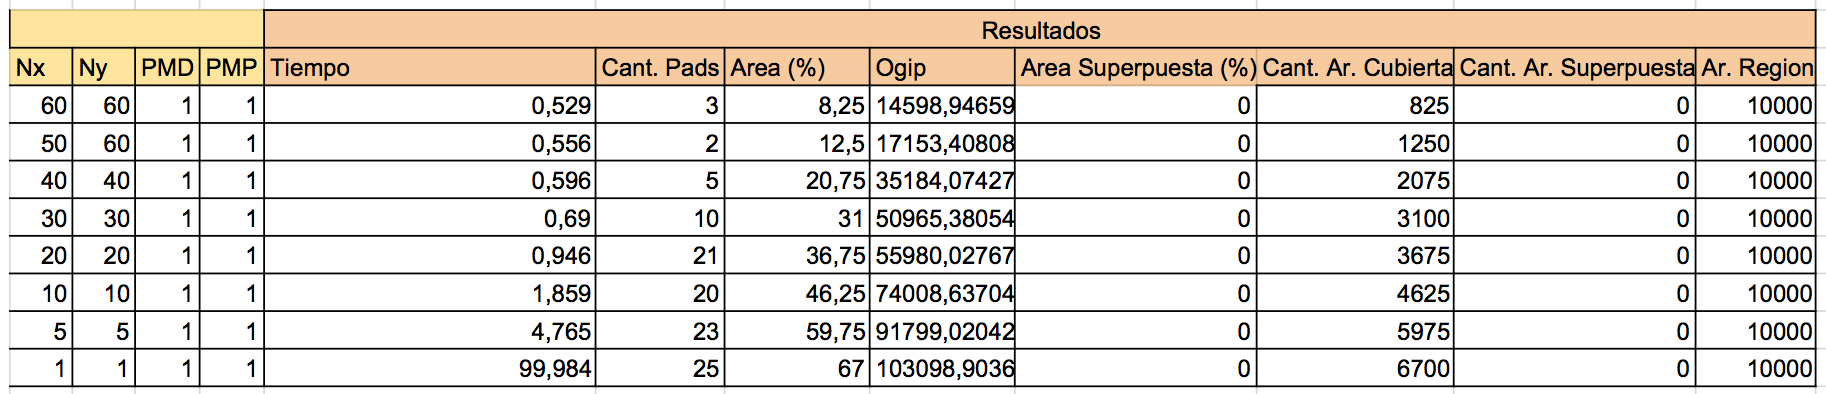 Resultados
Nx Ny PMD PMP Tiempo Cant. Pads Area (%) Ogip Area Superpuesta (%) Cant. Ar. Cubierta Cant. Ar. Superpuesta Ar. Region
60 60 1 1 0,529 3 8,25 14598,94659 0 825 0 10000
50 60 1 1 0,556 2 12,5 17153,40808 0 1250 0 10000
40 40 1 1 0,596 5 20,75 35184,07427 0 2075 0 10000
30 30 1 1 0,69 10 31 50965,38054 0 3100 0 10000
20 20 1 1 0,946 21 36,75 55980,02767 0 3675 0 10000
10 10 1 1 1,859 20 46,25 74008,63704 0 4625 0 10000
5 5 1 1 4,765 23 59,75 91799,02042 0 5975 0 10000
1 1 1 1 99,984 25 67 103098,9036 0 6700 0 10000